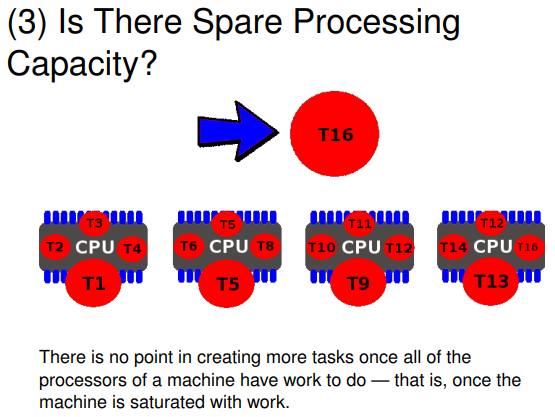 (3) Is There Spare Processing
Capacity?
T16
T3
T2 CPU T4
T1
T5
T6 CPU T8
T5
T11
T10 CPU T12
T9
T12
T14 CPU T16
T13
There is no point in creating more tasks once all of the
processors of a machine have work to do — that is, once the
machine is saturated with work.